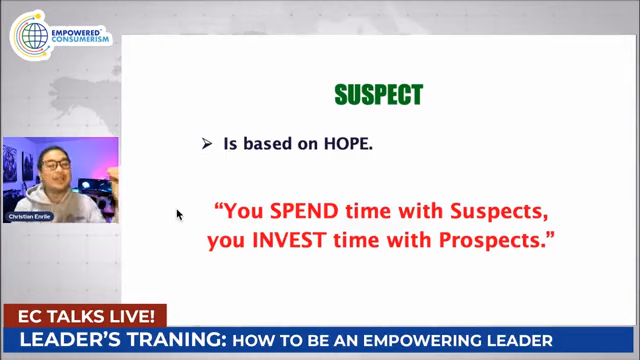 EMPOWERED
CONSUMERISM
SUSPECT
Is based on HOPE.
“You SPEND time with Suspects,
you INVEST time with Prospects.”
Christian Enrile
EC TALKS LIVE!
LEADER'S TRANING: HOW TO BE AN EMPOWERING LEADER